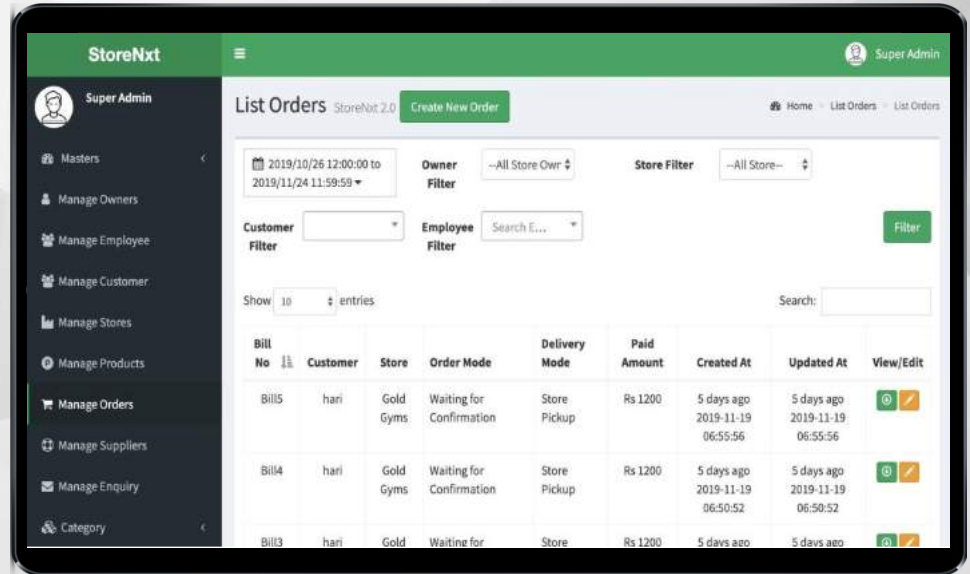 StoreNxt
Super Admin
Super Admin
List Orders StoreNxt 2.0 Create New Order
Home List Orders List Orders
Masters
Manage Owners
Manage Employee
Manage Customer
Manage Stores
Manage Products
Manage Orders
Manage Suppliers
Manage Enquiry
Category
2019/10/26 12:00:00 to
2019/11/24 11:59:59
Owner
Filter
--All Store Owr
Store Filter
--All Store--
Customer
Filter
Employee
Filter
Search E...
Filter
Show 10 entries
Search:
Bill
No Customer Store Order Mode
Delivery
Mode
Paid
Amount
Created At Updated At View/Edit
Bill5 hari Gold Waiting for Store Rs 1200 5 days ago 5 days ago
Gyms Confirmation Pickup 2019-11-19 2019-11-19
06:55:56 06:55:56
Bill4 hari Gold Waiting for Store Rs 1200 5 days ago 5 days ago
Gyms Confirmation Pickup 2019-11-19 2019-11-19
06:50:52 06:50:52
Bill3 hari Gold Waiting for Store Rs 1200 5 days ago 5 days ago